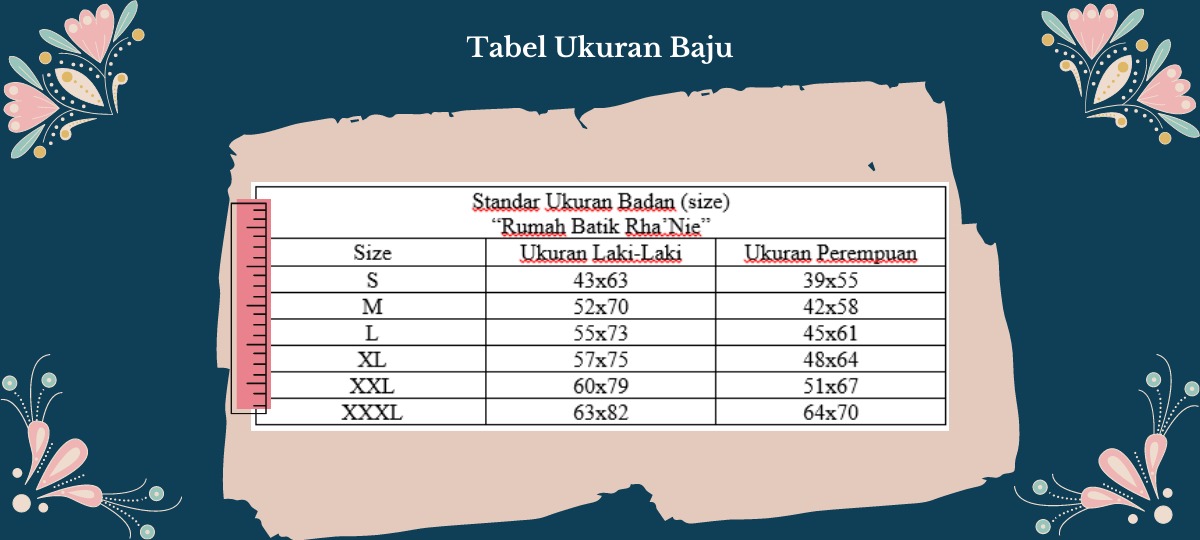 Tabel Ukuran Baju
Standar Ukuran Badan (size)
“Rumah Batik Rha’Nie”
Size Ukuran Laki-Laki Ukuran Perempuan
S 43x63 39x55
M 52x70 42x58
L 55x73 45x61
XL 57x75 48x64
XXL 60x79 51x67
XXXL 63x82 64x70